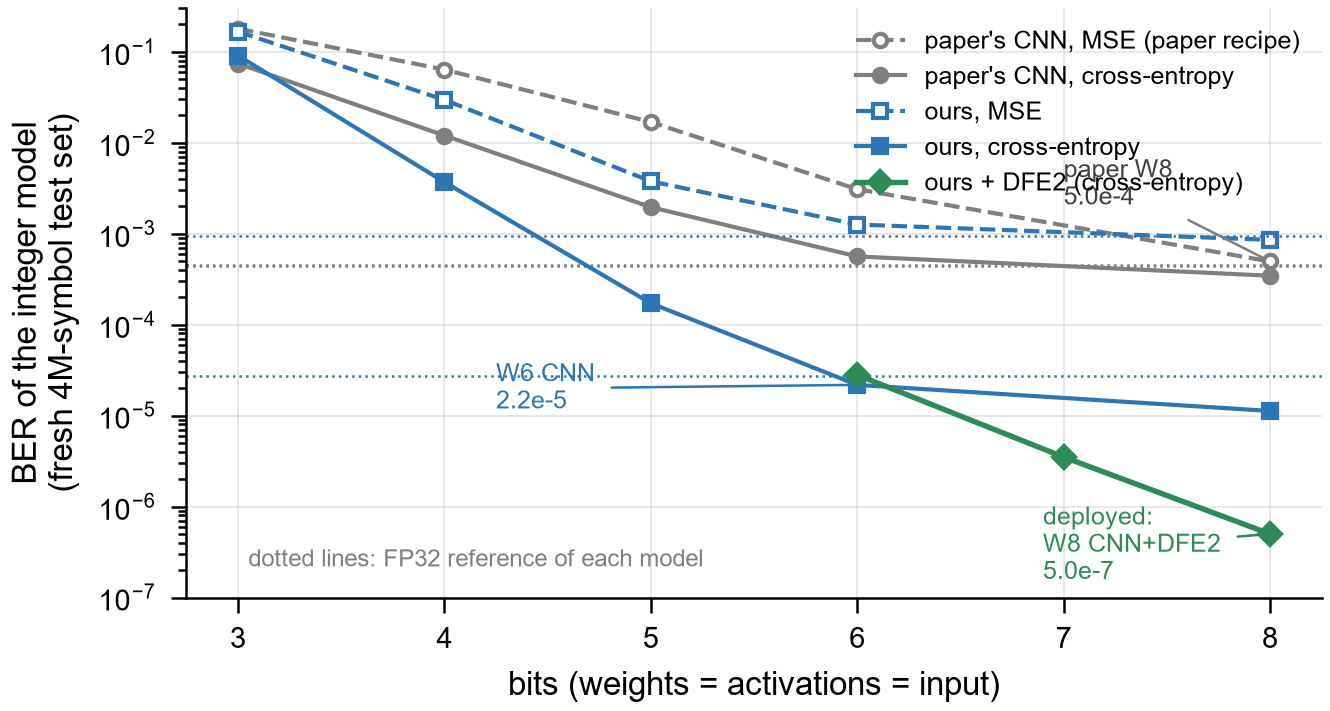 paper's CNN, MSE (paper recipe)
paper's CNN, cross-entropy
ours, MSE
ours, cross-entropy
ours + DFE2 (cross-entropy)
paper W8
5.0e-4
W6 CNN
2.2e-5
deployed:
W8 CNN+DFE2
5.0e-7
dotted lines: FP32 reference of each model
BER of the integer model
(fresh 4M-symbol test set)
10⁻¹
10⁻²
10⁻³
10⁻⁴
10⁻⁵
10⁻⁶
10⁻⁷
3 4 5 6 7 8
bits (weights = activations = input)